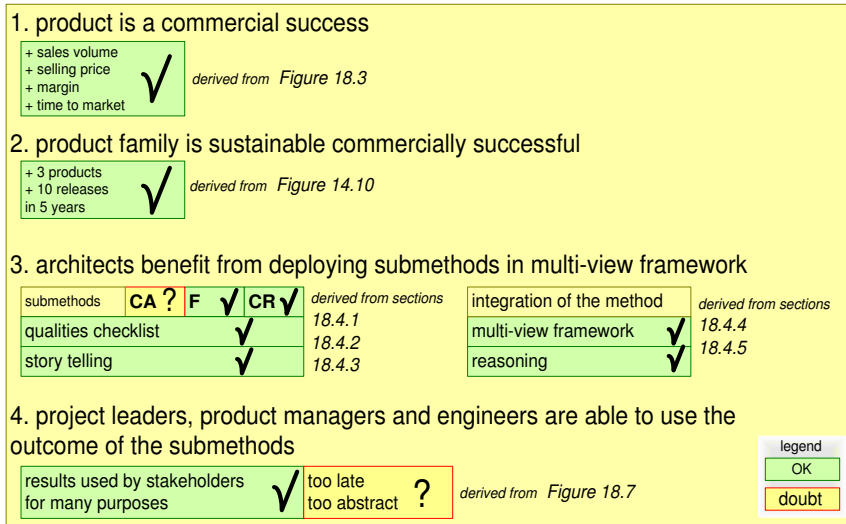 1. product is a commercial success
+ sales volume
+ selling price
+ margin
+ time to market
derived from Figure 18.3
2. product family is sustainable commercially successful
+ 3 products
+ 10 releases
in 5 years
derived from Figure 14.10
3. architects benefit from deploying submethods in multi-view framework
submethods CA ? F CR
qualities checklist
story telling
derived from sections
18.4.1
18.4.2
18.4.3
integration of the method
multi-view framework
reasoning
derived from sections
18.4.4
18.4.5
4. project leaders, product managers and engineers are able to use the
outcome of the submethods
results used by stakeholders
for many purposes
too late
too abstract ?
derived from Figure 18.7
legend
OK
doubt